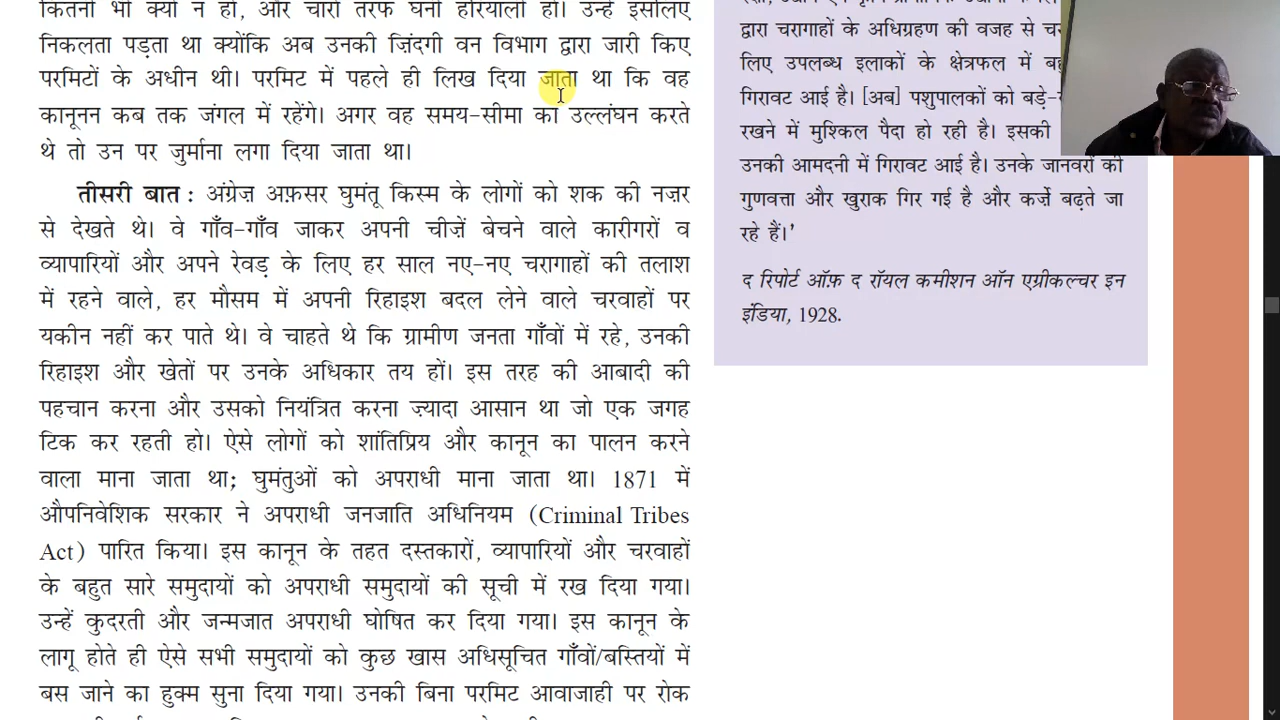 कितनी भी क्यों न हो, और चारों तरफ घनी हरियाली हो। उन्हें इसलिए
निकलता पड़ता था क्योंकि अब उनकी ज़िंदगी वन विभाग द्वारा जारी किए
परमिटों के अधीन थी। परमिट में पहले ही लिख दिया जाता था कि वह
कानूनन कब तक जंगल में रहेंगे। अगर वह समय-सीमा का उल्लंघन करते
थे तो उन पर जुर्माना लगा दिया जाता था।
तीसरी बात : अंग्रेज़ अफ़सर घुमंतू किस्म के लोगों को शक की नज़र
से देखते थे। वे गाँव-गाँव जाकर अपनी चीज़ें बेचने वाले कारीगरों व
व्यापारियों और अपने रेवड़ के लिए हर साल नए-नए चरागाहों की तलाश
में रहने वाले, हर मौसम में अपनी रिहाइश बदल लेने वाले चरवाहों पर
यकीन नहीं कर पाते थे। वे चाहते थे कि ग्रामीण जनता गाँवों में रहे, उनकी
रिहाइश और खेतों पर उनके अधिकार तय हों। इस तरह की आबादी की
पहचान करना और उसको नियंत्रित करना ज़्यादा आसान था जो एक जगह
टिक कर रहती हो। ऐसे लोगों को शांतिप्रिय और कानून का पालन करने
वाला माना जाता था; घुमंतुओं को अपराधी माना जाता था। 1871 में
औपनिवेशिक सरकार ने अपराधी जनजाति अधिनियम (Criminal Tribes
Act) पारित किया। इस कानून के तहत दस्तकारों, व्यापारियों और चरवाहों
के बहुत सारे समुदायों को अपराधी समुदायों की सूची में रख दिया गया।
उन्हें कुदरती और जन्मजात अपराधी घोषित कर दिया गया। इस कानून के
लागू होते ही ऐसे सभी समुदायों को कुछ खास अधिसूचित गाँवों/बस्तियों में
बस जाने का हुक्म सुना दिया गया। उनकी बिना परमिट आवाजाही पर रोक
द्वारा चरागाहों के अधिग्रहण की वजह से
लिए उपलब्ध इलाकों के क्षेत्रफल में
गिरावट आई है। [अब] पशुपालकों को बड़े-
रखने में मुश्किल पैदा हो रही है। इसकी
उनकी आमदनी में गिरावट आई है। उनके जानवरों की
गुणवत्ता और खुराक गिर गई है और कर्ज़े बढ़ते जा
रहे हैं।'
द रिपोर्ट ऑफ़ द रॉयल कमीशन ऑन एग्रीकल्चर इन
इंडिया, 1928.